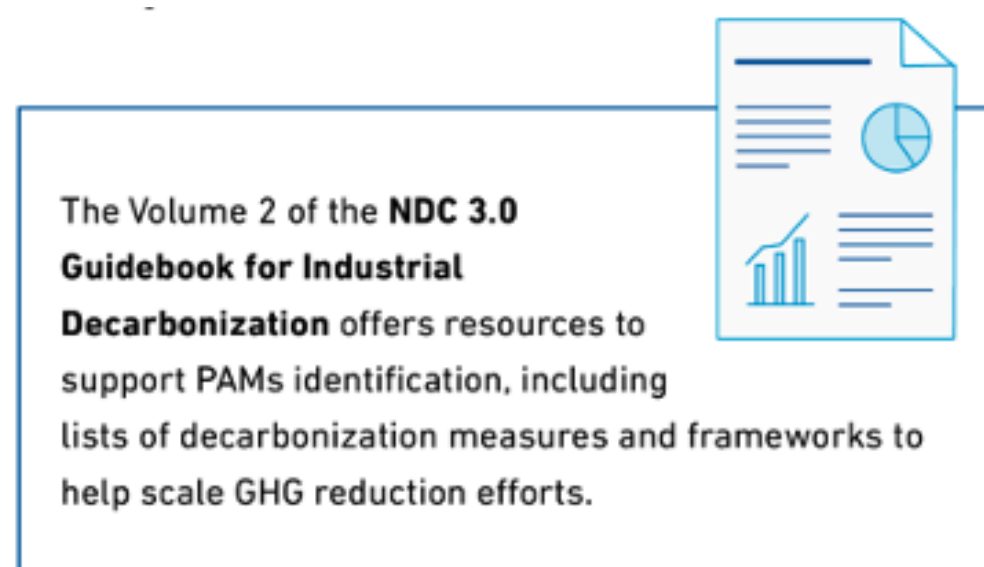 The Volume 2 of the NDC 3.0
Guidebook for Industrial
Decarbonization offers resources to
support PAMs identification, including
lists of decarbonization measures and frameworks to
help scale GHG reduction efforts.